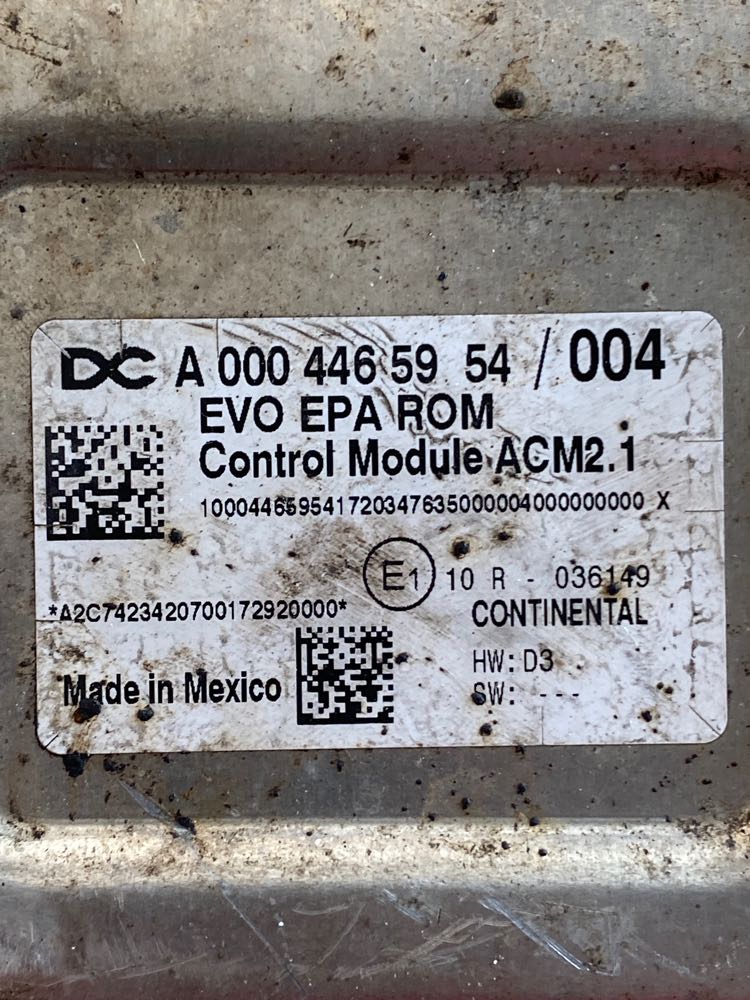 DC A 000 446 59 54 / 004
EVO EPA ROM
Control Module ACM2.1
100044659541720347635000004000000000 X
E1 10 R - 036149
*A2C7423420700172920000*
CONTINENTAL
HW: D3
Made in Mexico
SW: ---